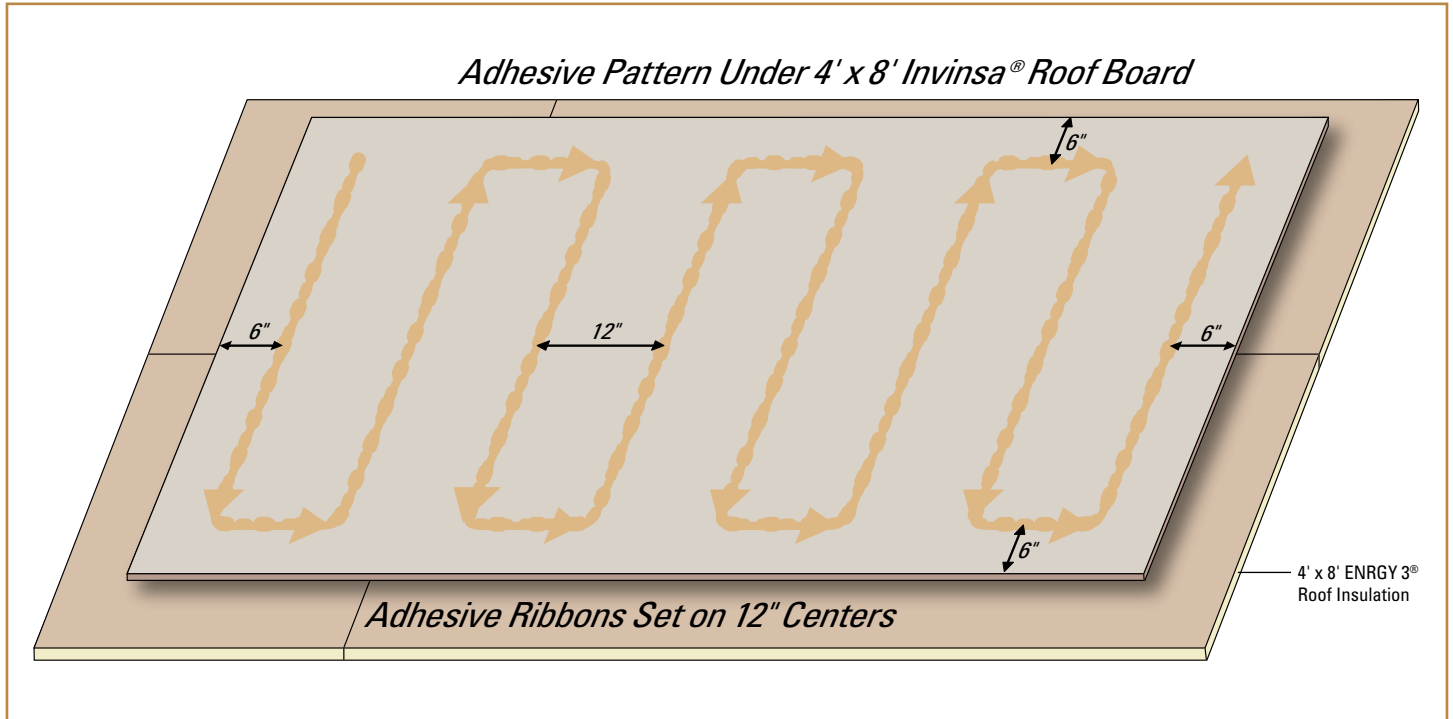 Adhesive Pattern Under 4' x 8' Invinsa® Roof Board
6"
6"
12"
6"
6"
4' x 8' ENRGY 3®
Roof Insulation
Adhesive Ribbons Set on 12" Centers